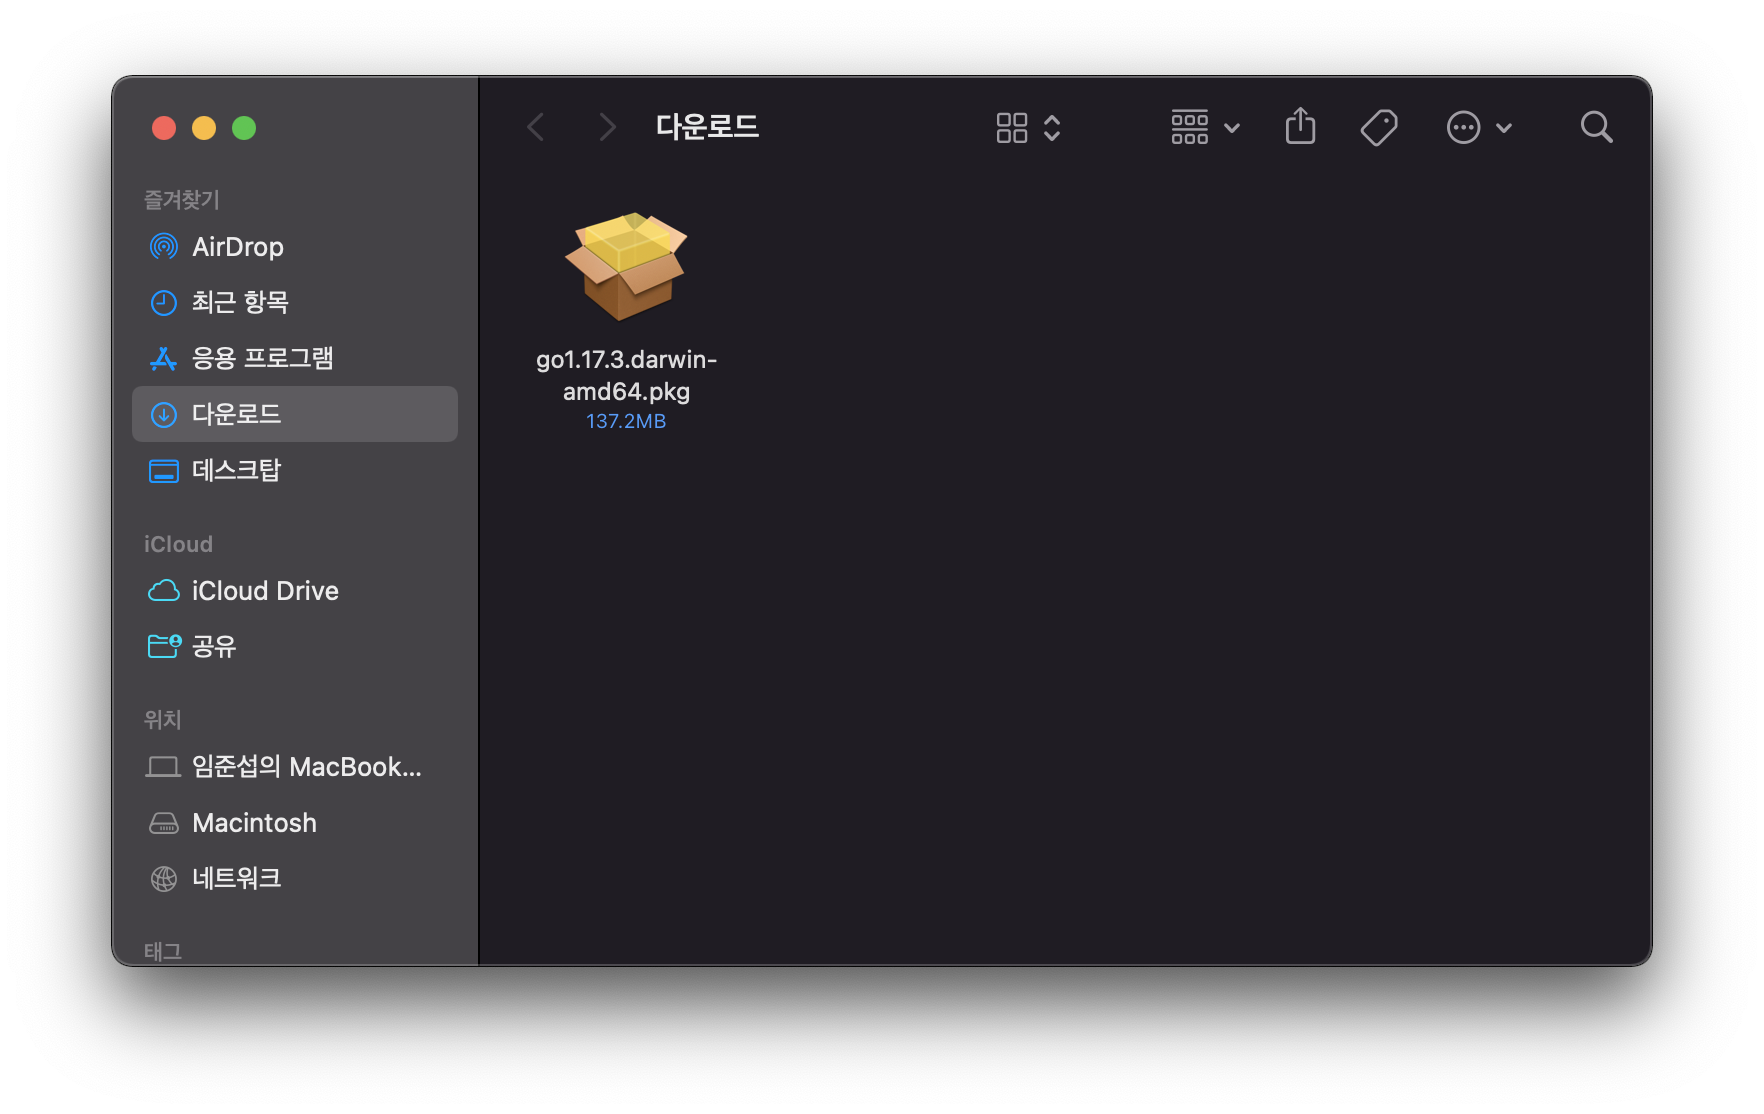 다운로드
즐겨찾기
AirDrop
최근 항목
응용 프로그램
다운로드
데스크탑
iCloud
iCloud Drive
공유
위치
임준섭의 MacBook...
Macintosh
네트워크
태그
go1.17.3.darwin-
amd64.pkg
137.2MB